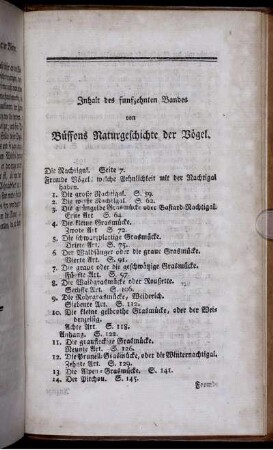 Inhalt des funfzehnten Bandes
von
Büffons Naturgeschichte der Vögel.
Die Nachtigal. Seite 7.
Fremde Vögel, welche Aehnlichkeit mit der Nachtigal
haben.
1. Die große Nachtigal. S. 59.
2. Die weiße Nachtigal. S. 62.
3. Die gesprengelte Grasmücke oder Bastard-Nachtigal.
Erste Art S. 64.
4. Die kleine Grasmücke.
Zwote Art S. 72.
5. Die schwarzplattige Grasmücke.
Dritte Art. S. 75.
6. Der Waldsänger oder die graue Grasmücke.
Vierte Art. S. 91.
7. Die graue oder die geschwätzige Grasmücke.
Fünfte Art. S. 97.
8. Die Waldgrasmücke oder Roussette.
Sechste Art. S.
9. Die Rohrgrasmücke, Weiderich.
Siebente Art. S. 112.
10. Die kleine gelbrothe Grasmücke, oder der Wei-
denzeisig.
Achte Art S. 118.
Anhang. S. 122.
11. Die graufleckige Grasmücke.
Neunte Art. S. 126.
12. Die Prunell-Grasmücke, oder die Winternachtigal.
Zehnte Art. S. 129.
13. Die Alpen-Grasmücke. S. 141.
14. Der Pitchou. S. 145.
Fremde